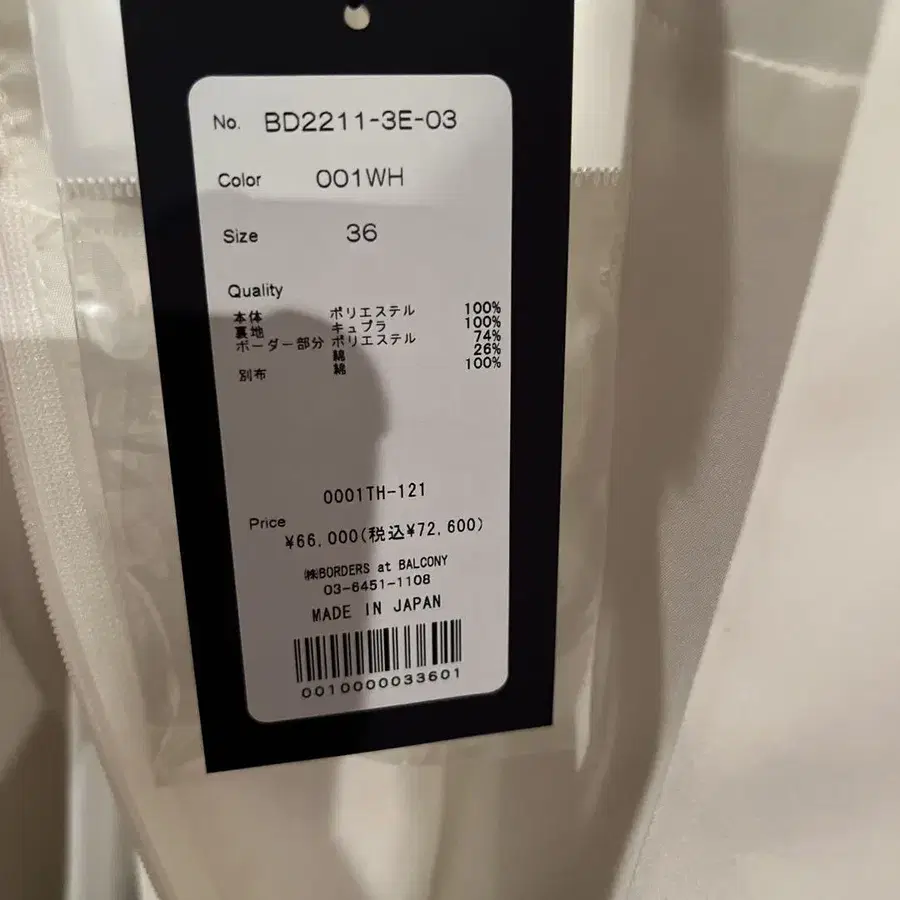 No. BD2211-3E-03
Color 001WH
Size 36
Quality
本体 ポリエステル 100%
裏地 キュプラ 100%
ボーダー部分 ポリエステル 74%
綿 26%
別布 綿 100%
0001TH-121
Price ¥66,000(税込¥72,600)
㈱BORDERS at BALCONY
03-6451-1108
MADE IN JAPAN
0010000033601